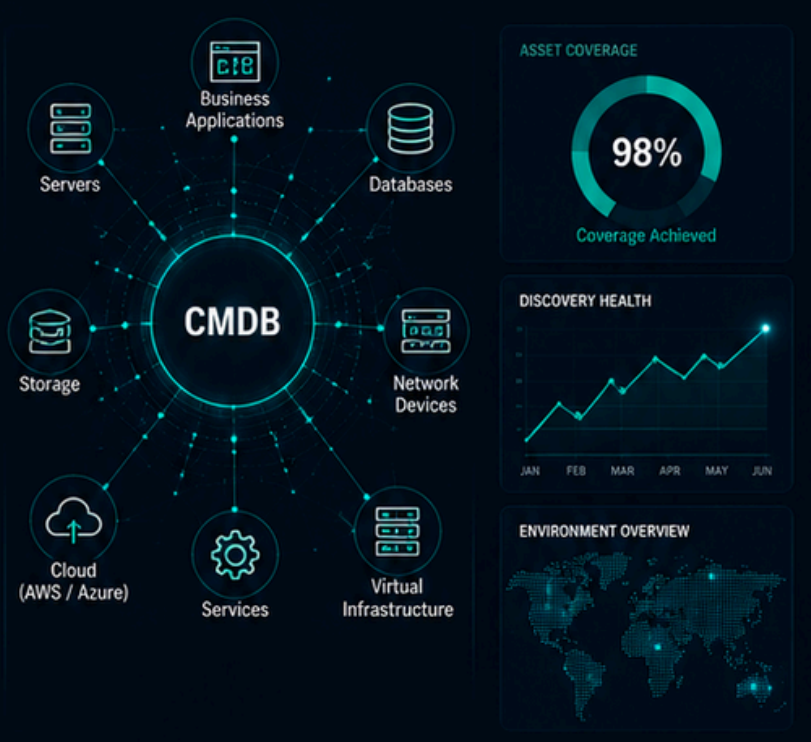 Business
Applications
Servers
Databases
CMDB
Storage
Network
Devices
Cloud
(AWS / Azure)
Services
Virtual
Infrastructure
ASSET COVERAGE
98%
Coverage Achieved
DISCOVERY HEALTH
JAN FEB MAR APR MAY JUN
ENVIRONMENT OVERVIEW